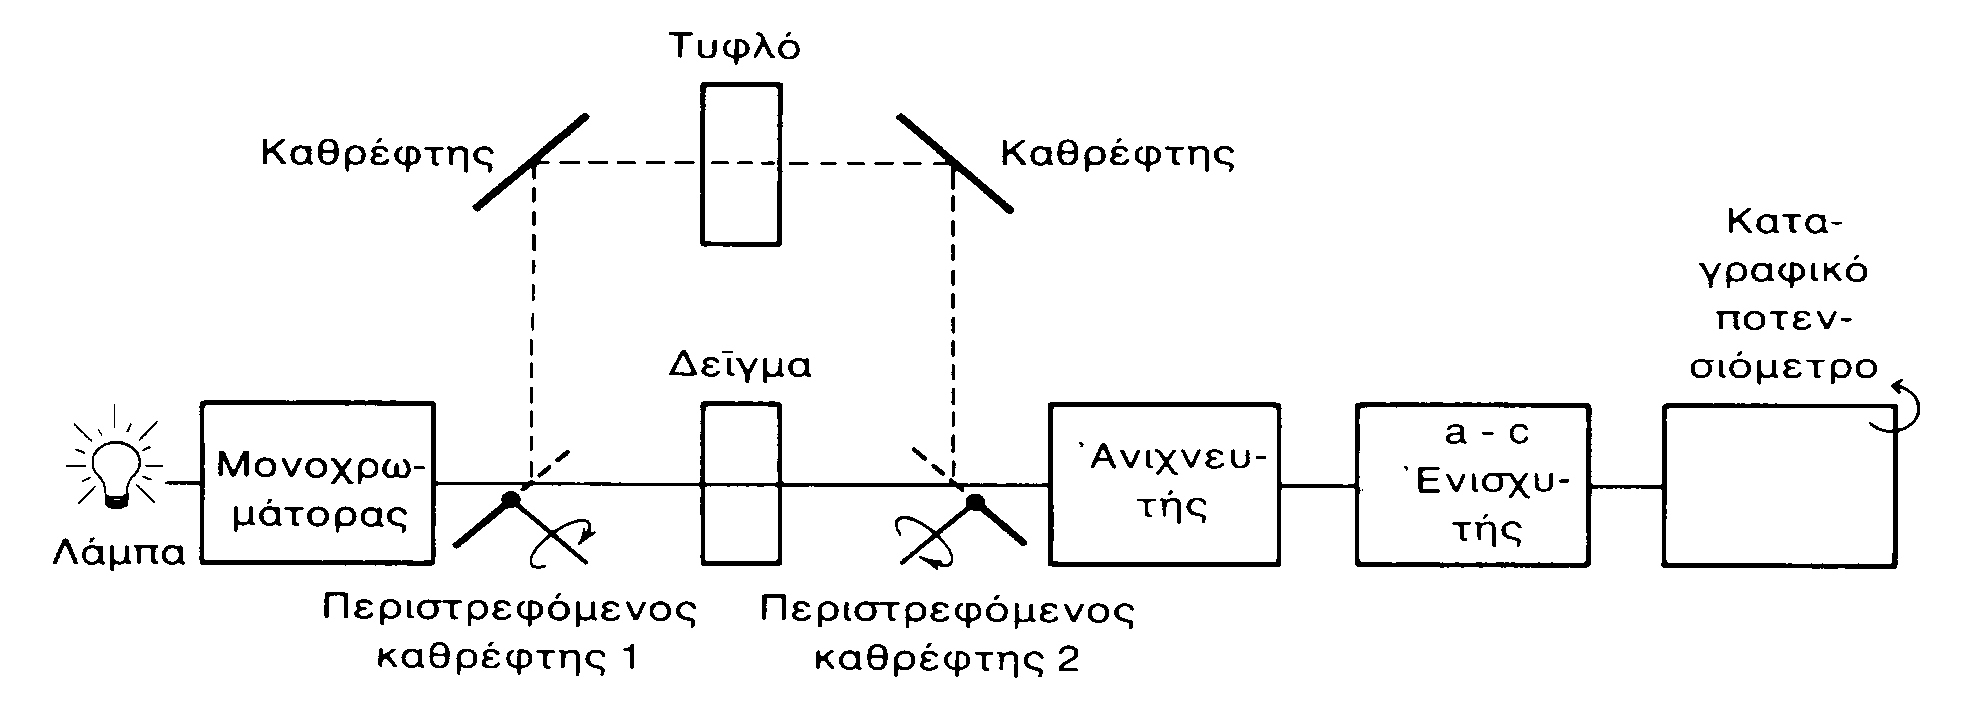 Τυφλό
Καθρέφτης
Καθρέφτης
Κατα-
γραφικό
ποτεν-
σιόμετρο
Δεῖγμα
Λάμπα
Μονοχρω-
μάτορας
Ἀνιχνευ-
τής
a - c
Ἐνισχυ-
τής
Περιστρεφόμενος
καθρέφτης 1
Περιστρεφόμενος
καθρέφτης 2